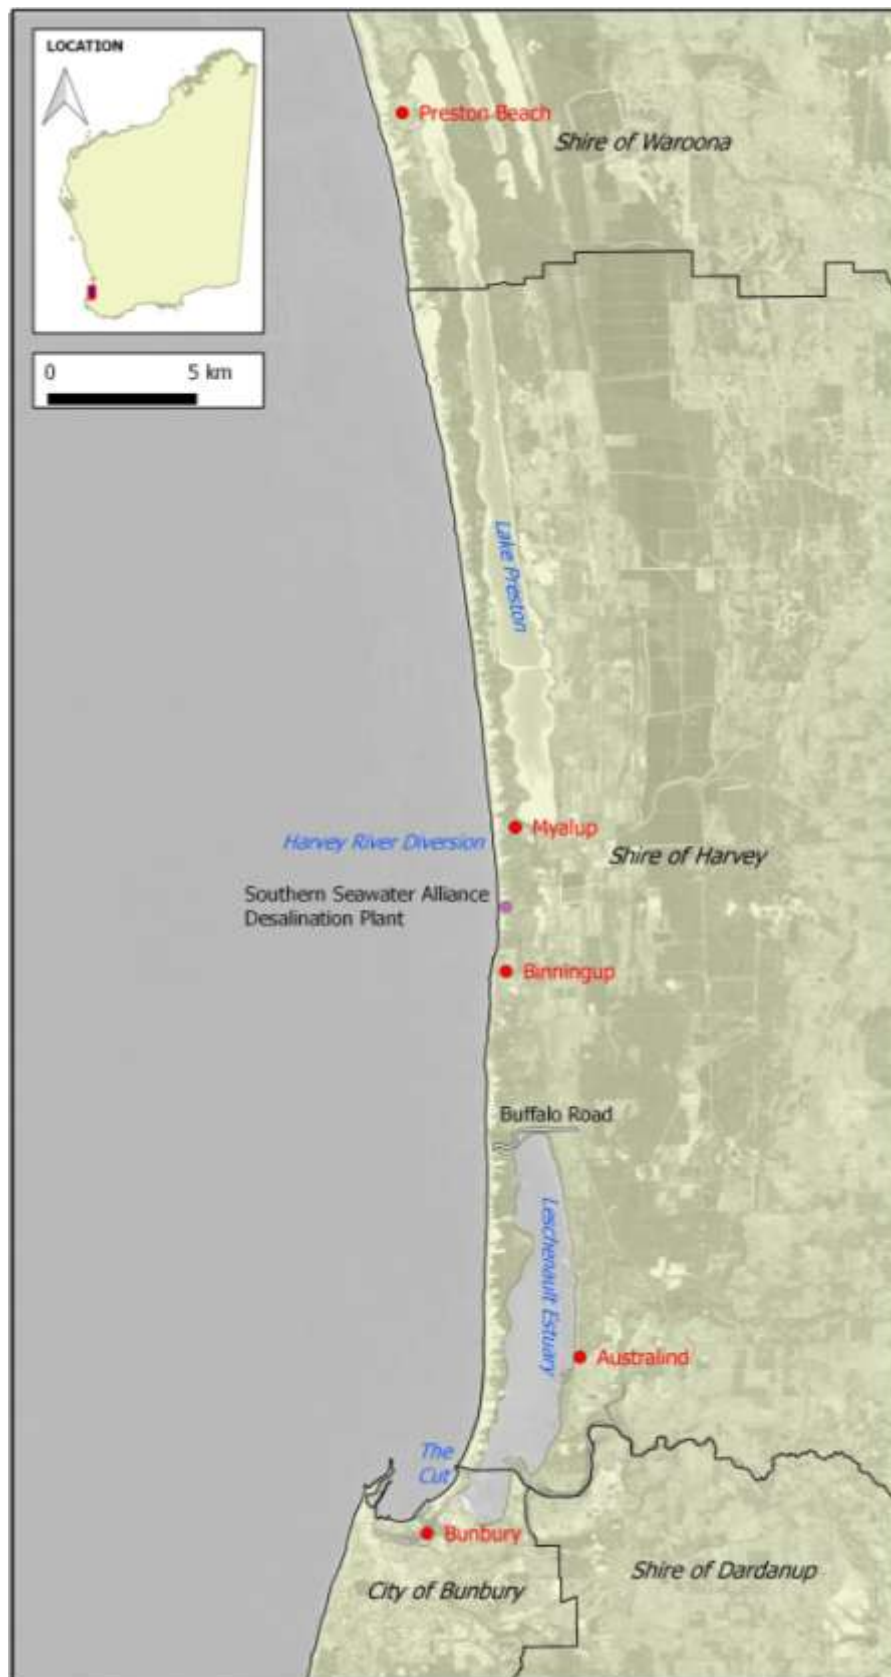 LOCATION
0 5 km
Preston Beach
Shire of Waroona
Lake Preston
Myalup
Harvey River Diversion
Shire of Harvey
Southern Seawater Alliance
Desalination Plant
Binningup
Buffalo Road
Leschenault Estuary
Australind
The
Cut
Bunbury
Shire of Dardanup
City of Bunbury